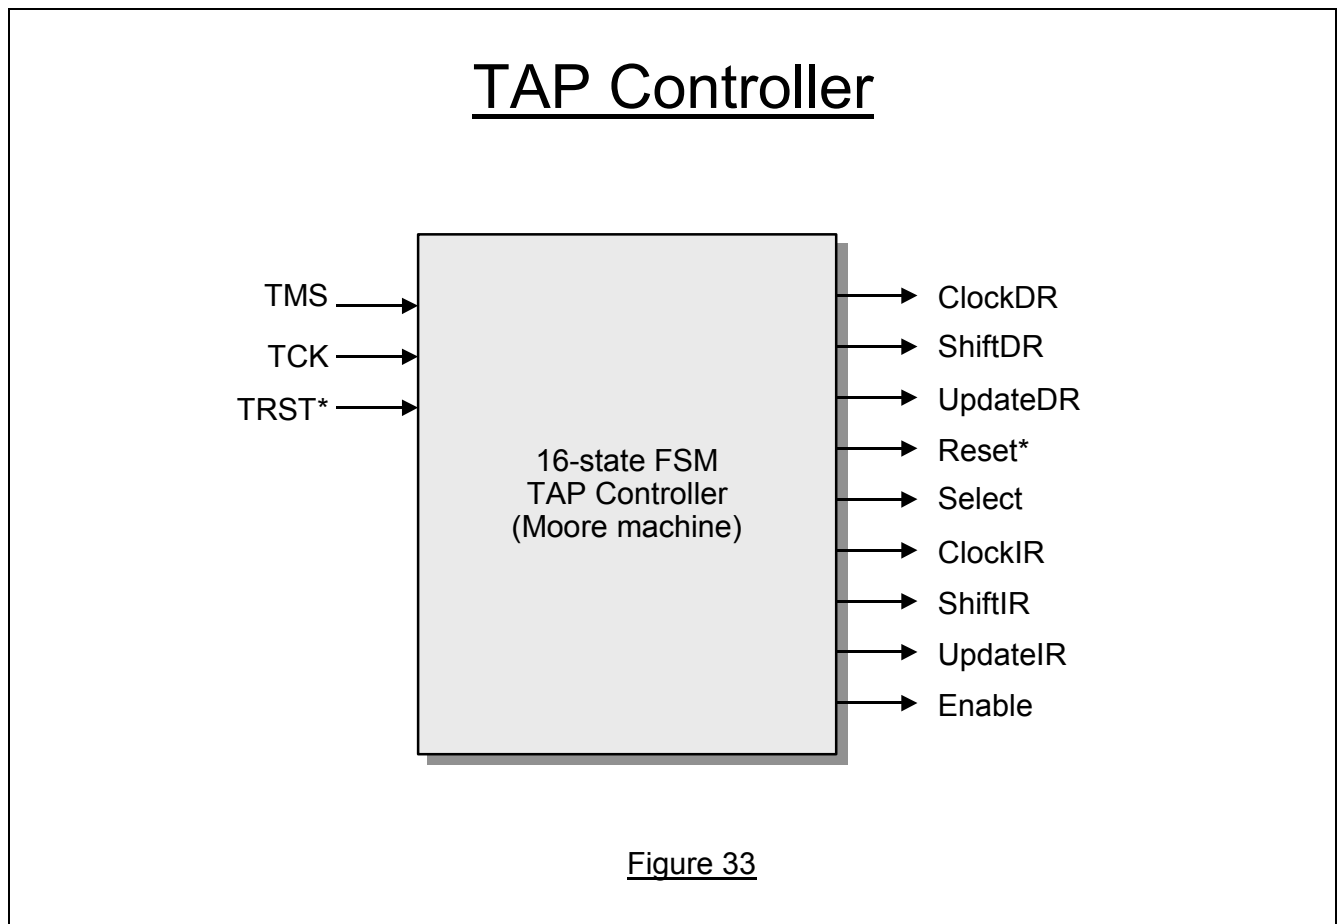 TAP Controller
TMS
TCK
TRST*
16-state FSM
TAP Controller
(Moore machine)
ClockDR
ShiftDR
UpdateDR
Reset*
Select
ClockIR
ShiftIR
UpdateIR
Enable
Figure 33